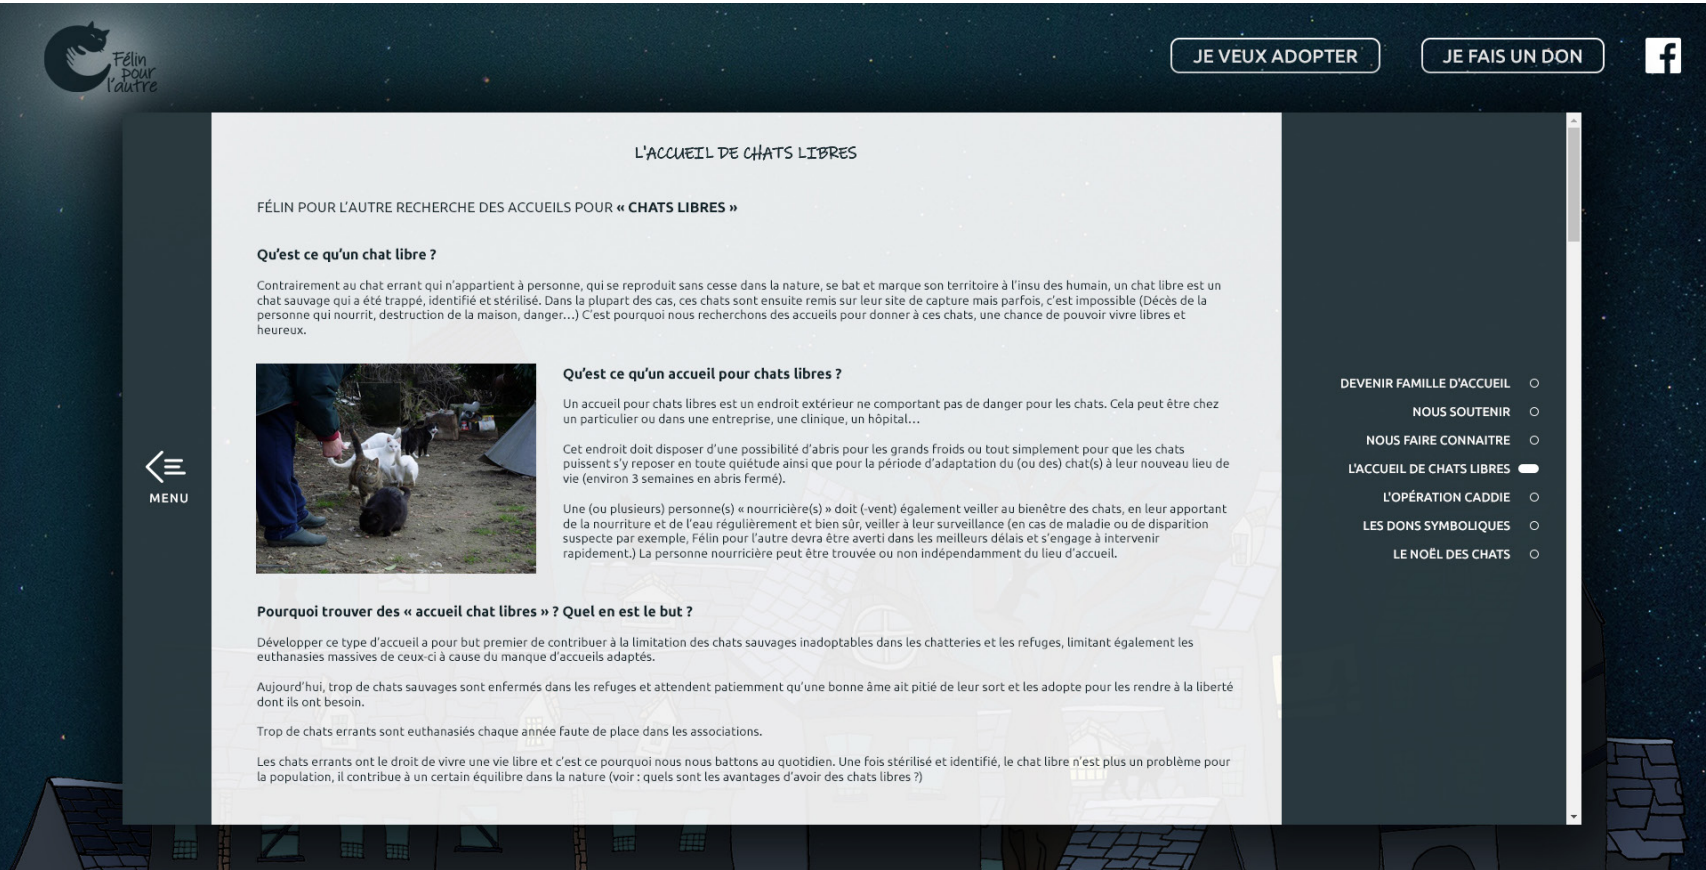 Félin
pour
l'autre
JE VEUX ADOPTER
JE FAIS UN DON
L'ACCUEIL DE CHATS LIBRES
FÉLIN POUR L'AUTRE RECHERCHE DES ACCUEILS POUR « CHATS LIBRES »
Qu'est ce qu'un chat libre ?
Contrairement au chat errant qui n'appartient à personne, qui se reproduit sans cesse dans la nature, se bat et marque son territoire à l'insu des humain, un chat libre est un
chat sauvage qui a été trappé, identifié et stérilisé. Dans la plupart des cas, ces chats sont ensuite remis sur leur site de capture mais parfois, c'est impossible (Décès de la
personne qui nourrit, destruction de la maison, danger…) C'est pourquoi nous recherchons des accueils pour donner à ces chats, une chance de pouvoir vivre libres et
heureux.
Qu'est ce qu'un accueil pour chats libres ?
Un accueil pour chats libres est un endroit extérieur ne comportant pas de danger pour les chats. Cela peut être chez
un particulier ou dans une entreprise, une clinique, un hôpital…
Cet endroit doit disposer d'une possibilité d'abris pour les grands froids ou tout simplement pour que les chats
puissent s'y reposer en toute quiétude ainsi que pour la période d'adaptation du (ou des) chat(s) à leur nouveau lieu de
vie (environ 3 semaines en abris fermé).
Une (ou plusieurs) personne(s) « nourricière(s) » doit (-vent) également veiller au bienêtre des chats, en leur apportant
de la nourriture et de l'eau régulièrement et bien sûr, veiller à leur surveillance (en cas de maladie ou de disparition
suspecte par exemple, Félin pour l'autre devra être averti dans les meilleurs délais et s'engage à intervenir
rapidement.) La personne nourricière peut être trouvée ou non indépendamment du lieu d'accueil.
Pourquoi trouver des « accueil chat libres » ? Quel en est le but ?
Développer ce type d'accueil a pour but premier de contribuer à la limitation des chats sauvages inadoptables dans les chatteries et les refuges, limitant également les
euthanasies massives de ceux-ci à cause du manque d'accueils adaptés.
Aujourd'hui, trop de chats sauvages sont enfermés dans les refuges et attendent patiemment qu'une bonne âme ait pitié de leur sort et les adopte pour les rendre à la liberté
dont ils ont besoin.
Trop de chats errants sont euthanasiés chaque année faute de place dans les associations.
Les chats errants ont le droit de vivre une vie libre et c'est ce pourquoi nous nous battons au quotidien. Une fois stérilisé et identifié, le chat libre n'est plus un problème pour
la population, il contribue à un certain équilibre dans la nature (voir : quels sont les avantages d'avoir des chats libres ?)
MENU
DEVENIR FAMILLE D'ACCUEIL
NOUS SOUTENIR
NOUS FAIRE CONNAITRE
L'ACCUEIL DE CHATS LIBRES
L'OPÉRATION CADDIE
LES DONS SYMBOLIQUES
LE NOËL DES CHATS